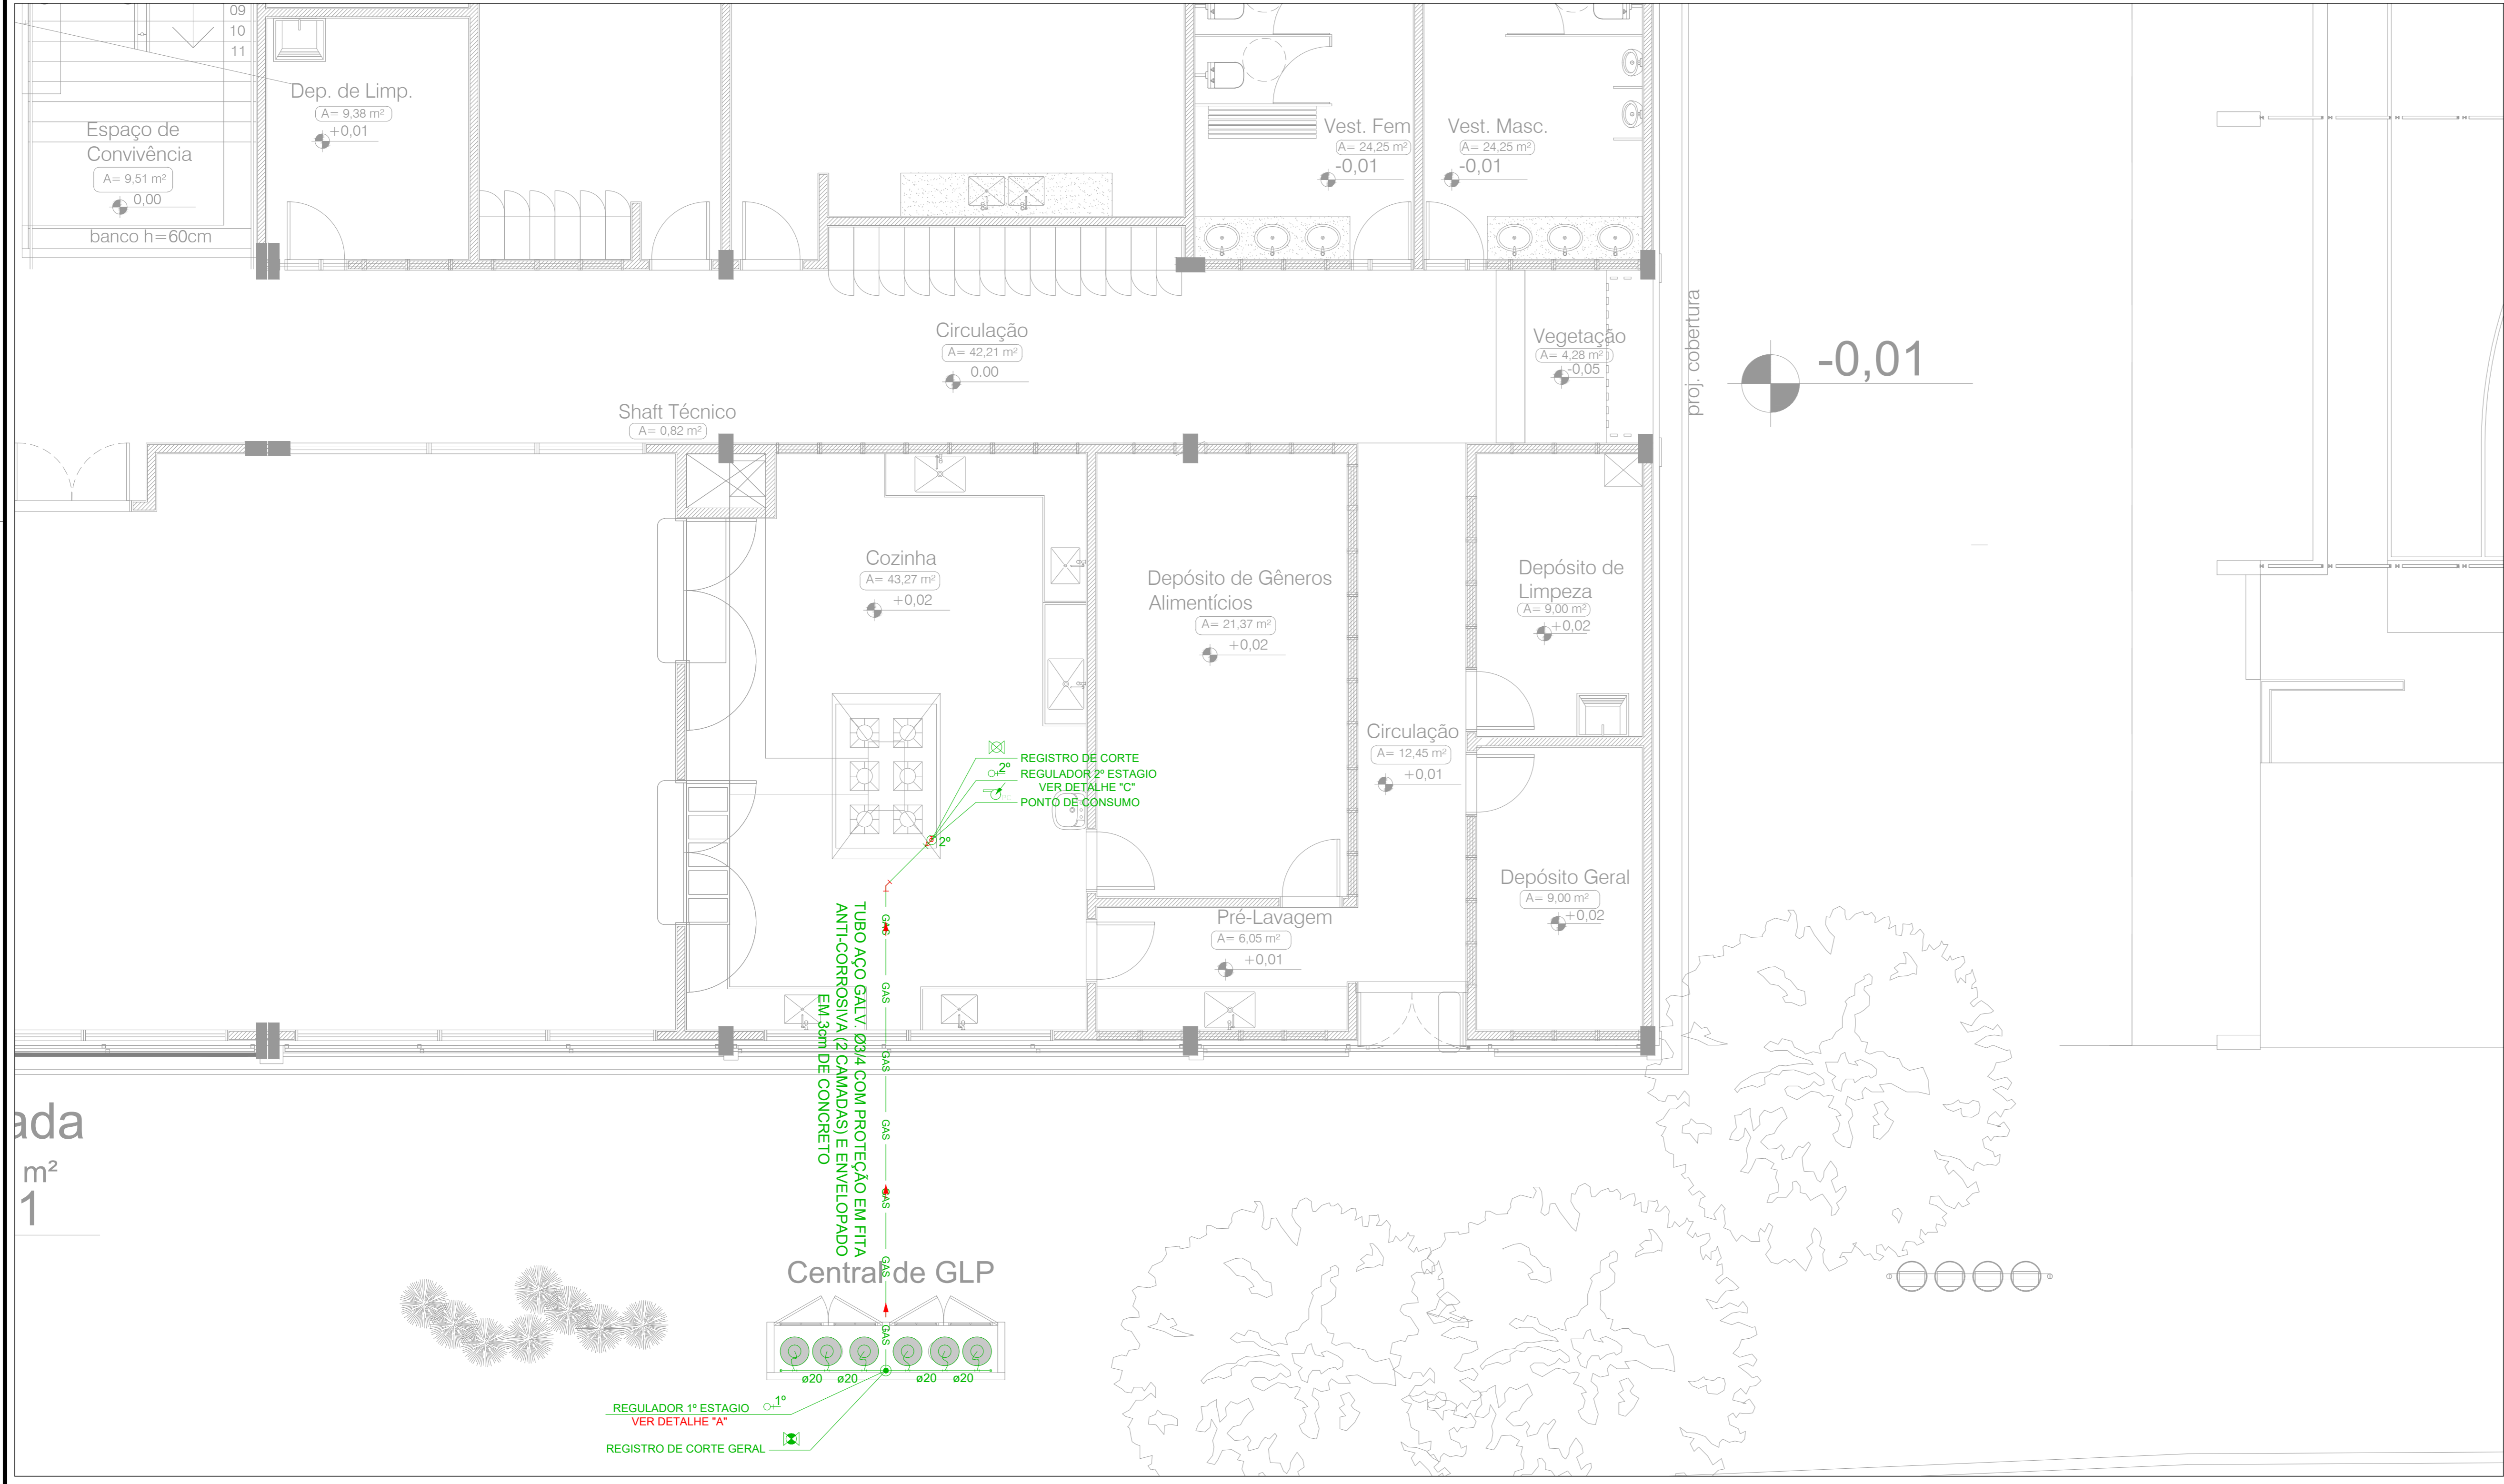 09
10
11
Dep. de Limp.
A= 9,38 m²
+0,01
Espaço de
Convivência
A= 9,51 m²
0,00
banco h=60cm
Vest. Fem
A= 24,25 m²
-0,01
Vest. Masc.
A= 24,25 m²
-0,01
Circulação
A= 42,21 m²
0.00
Vegetação
A= 4,28 m²
-0,05
proj. cobertura
-0,01
Shaft Técnico
A= 0,82 m²
Cozinha
A= 43,27 m²
+0,02
Depósito de Gêneros
Alimentícios
A= 21,37 m²
+0,02
Depósito de
Limpeza
A= 9,00 m²
+0,02
Circulação
A= 12,45 m²
+0,01
REGISTRO DE CORTE
2º
REGULADOR 2º ESTAGIO
VER DETALHE "C"
PONTO DE CONSUMO
2º
Depósito Geral
A= 9,00 m²
+0,02
Pré-Lavagem
A= 6,05 m²
+0,01
TUBO AÇO GALV. Ø3/4 COM PROTEÇÃO EM FITA
ANTI-CORROSIVA (2 CAMADAS) E ENVELOPADO
EM 3cm DE CONCRETO
GAS
GAS
GAS
GAS
GAS
GAS
GAS
ada
m²
1
Central de GLP
ø20 ø20 ø20 ø20
REGULADOR 1º ESTAGIO 1º
VER DETALHE "A"
REGISTRO DE CORTE GERAL